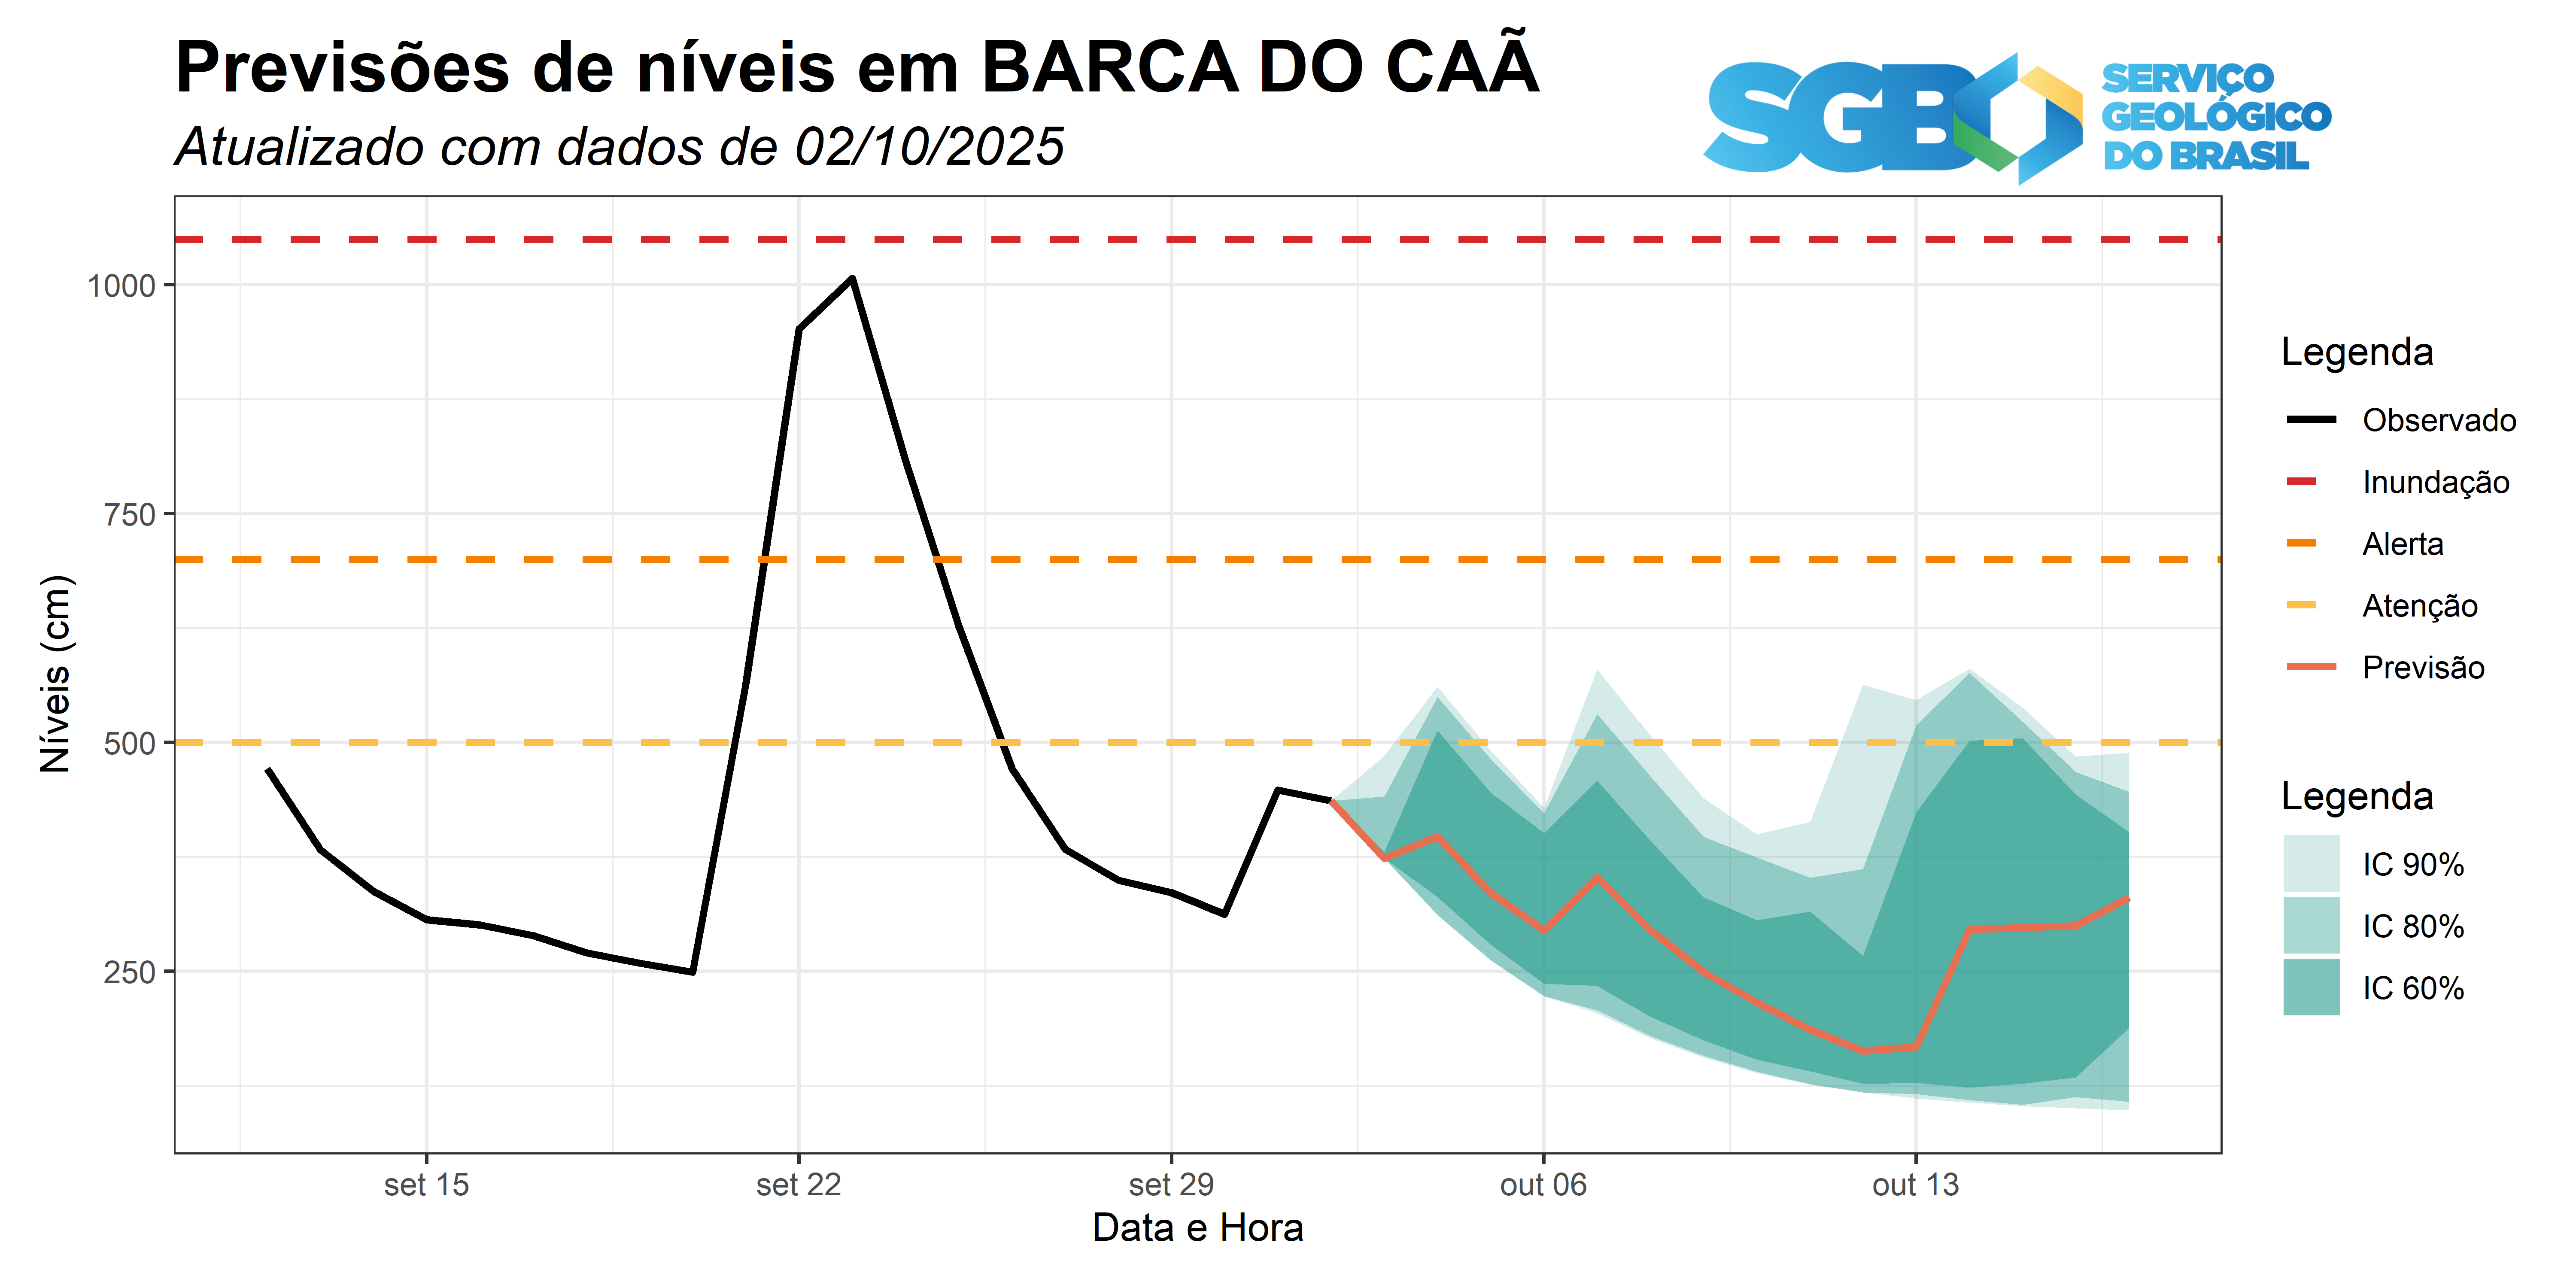 Previsões de níveis em BARCA DO CAÃ
Atualizado com dados de 02/10/2025
SGB
SERVIÇO
GEOLÓGICO
DO BRASIL
1000
750
500
250
Níveis (cm)
set 15
set 22
set 29
out 06
out 13
Data e Hora
Legenda
Observado
Inundação
Alerta
Atenção
Previsão
Legenda
IC 90%
IC 80%
IC 60%